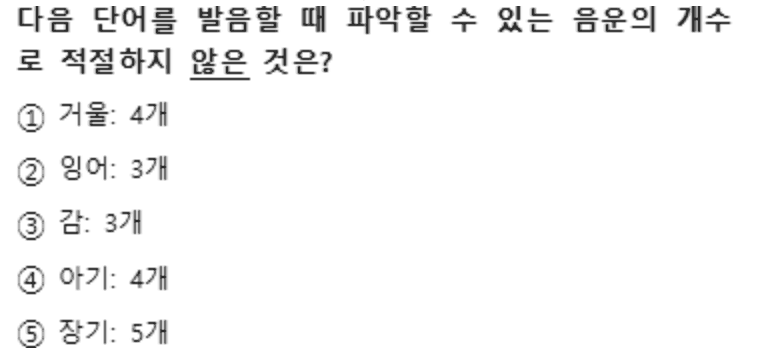 다음 단어를 발음할 때 파악할 수 있는 음운의 개수
로 적절하지 않은 것은?
① 거울: 4개
② 잉어: 3개
③ 감: 3개
④ 아기: 4개
⑤ 장기: 5개